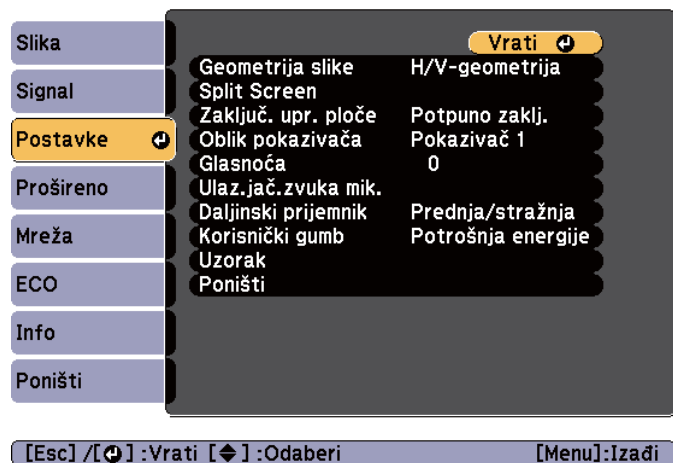 Slika
Signal
Postavke
Prošireno
Mreža
ECO
Info
Poništi
Vrati
Geometrija slike H/V-geometrija
Split Screen
Zaključ. upr. ploče Potpuno zaklj.
Oblik pokazivača Pokazivač 1
Glasnoća 0
Ulaz.jač.zvuka mik.
Daljinski prijemnik Prednja/stražnja
Korisnički gumb Potrošnja energije
Uzorak
Poništi
[Esc] /[⏎] :Vrati [◆] :Odaberi [Menu]:Izađi